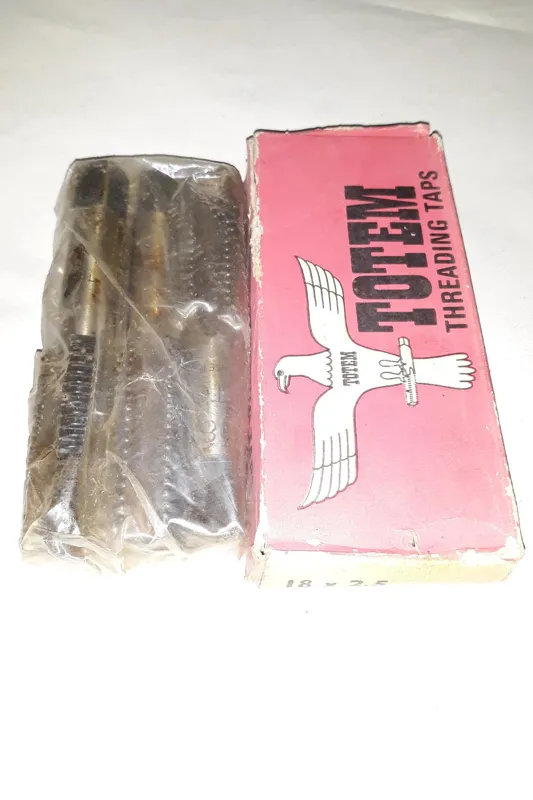 TOTEM
THREADING TAPS
TOTEM
18 x 2.5